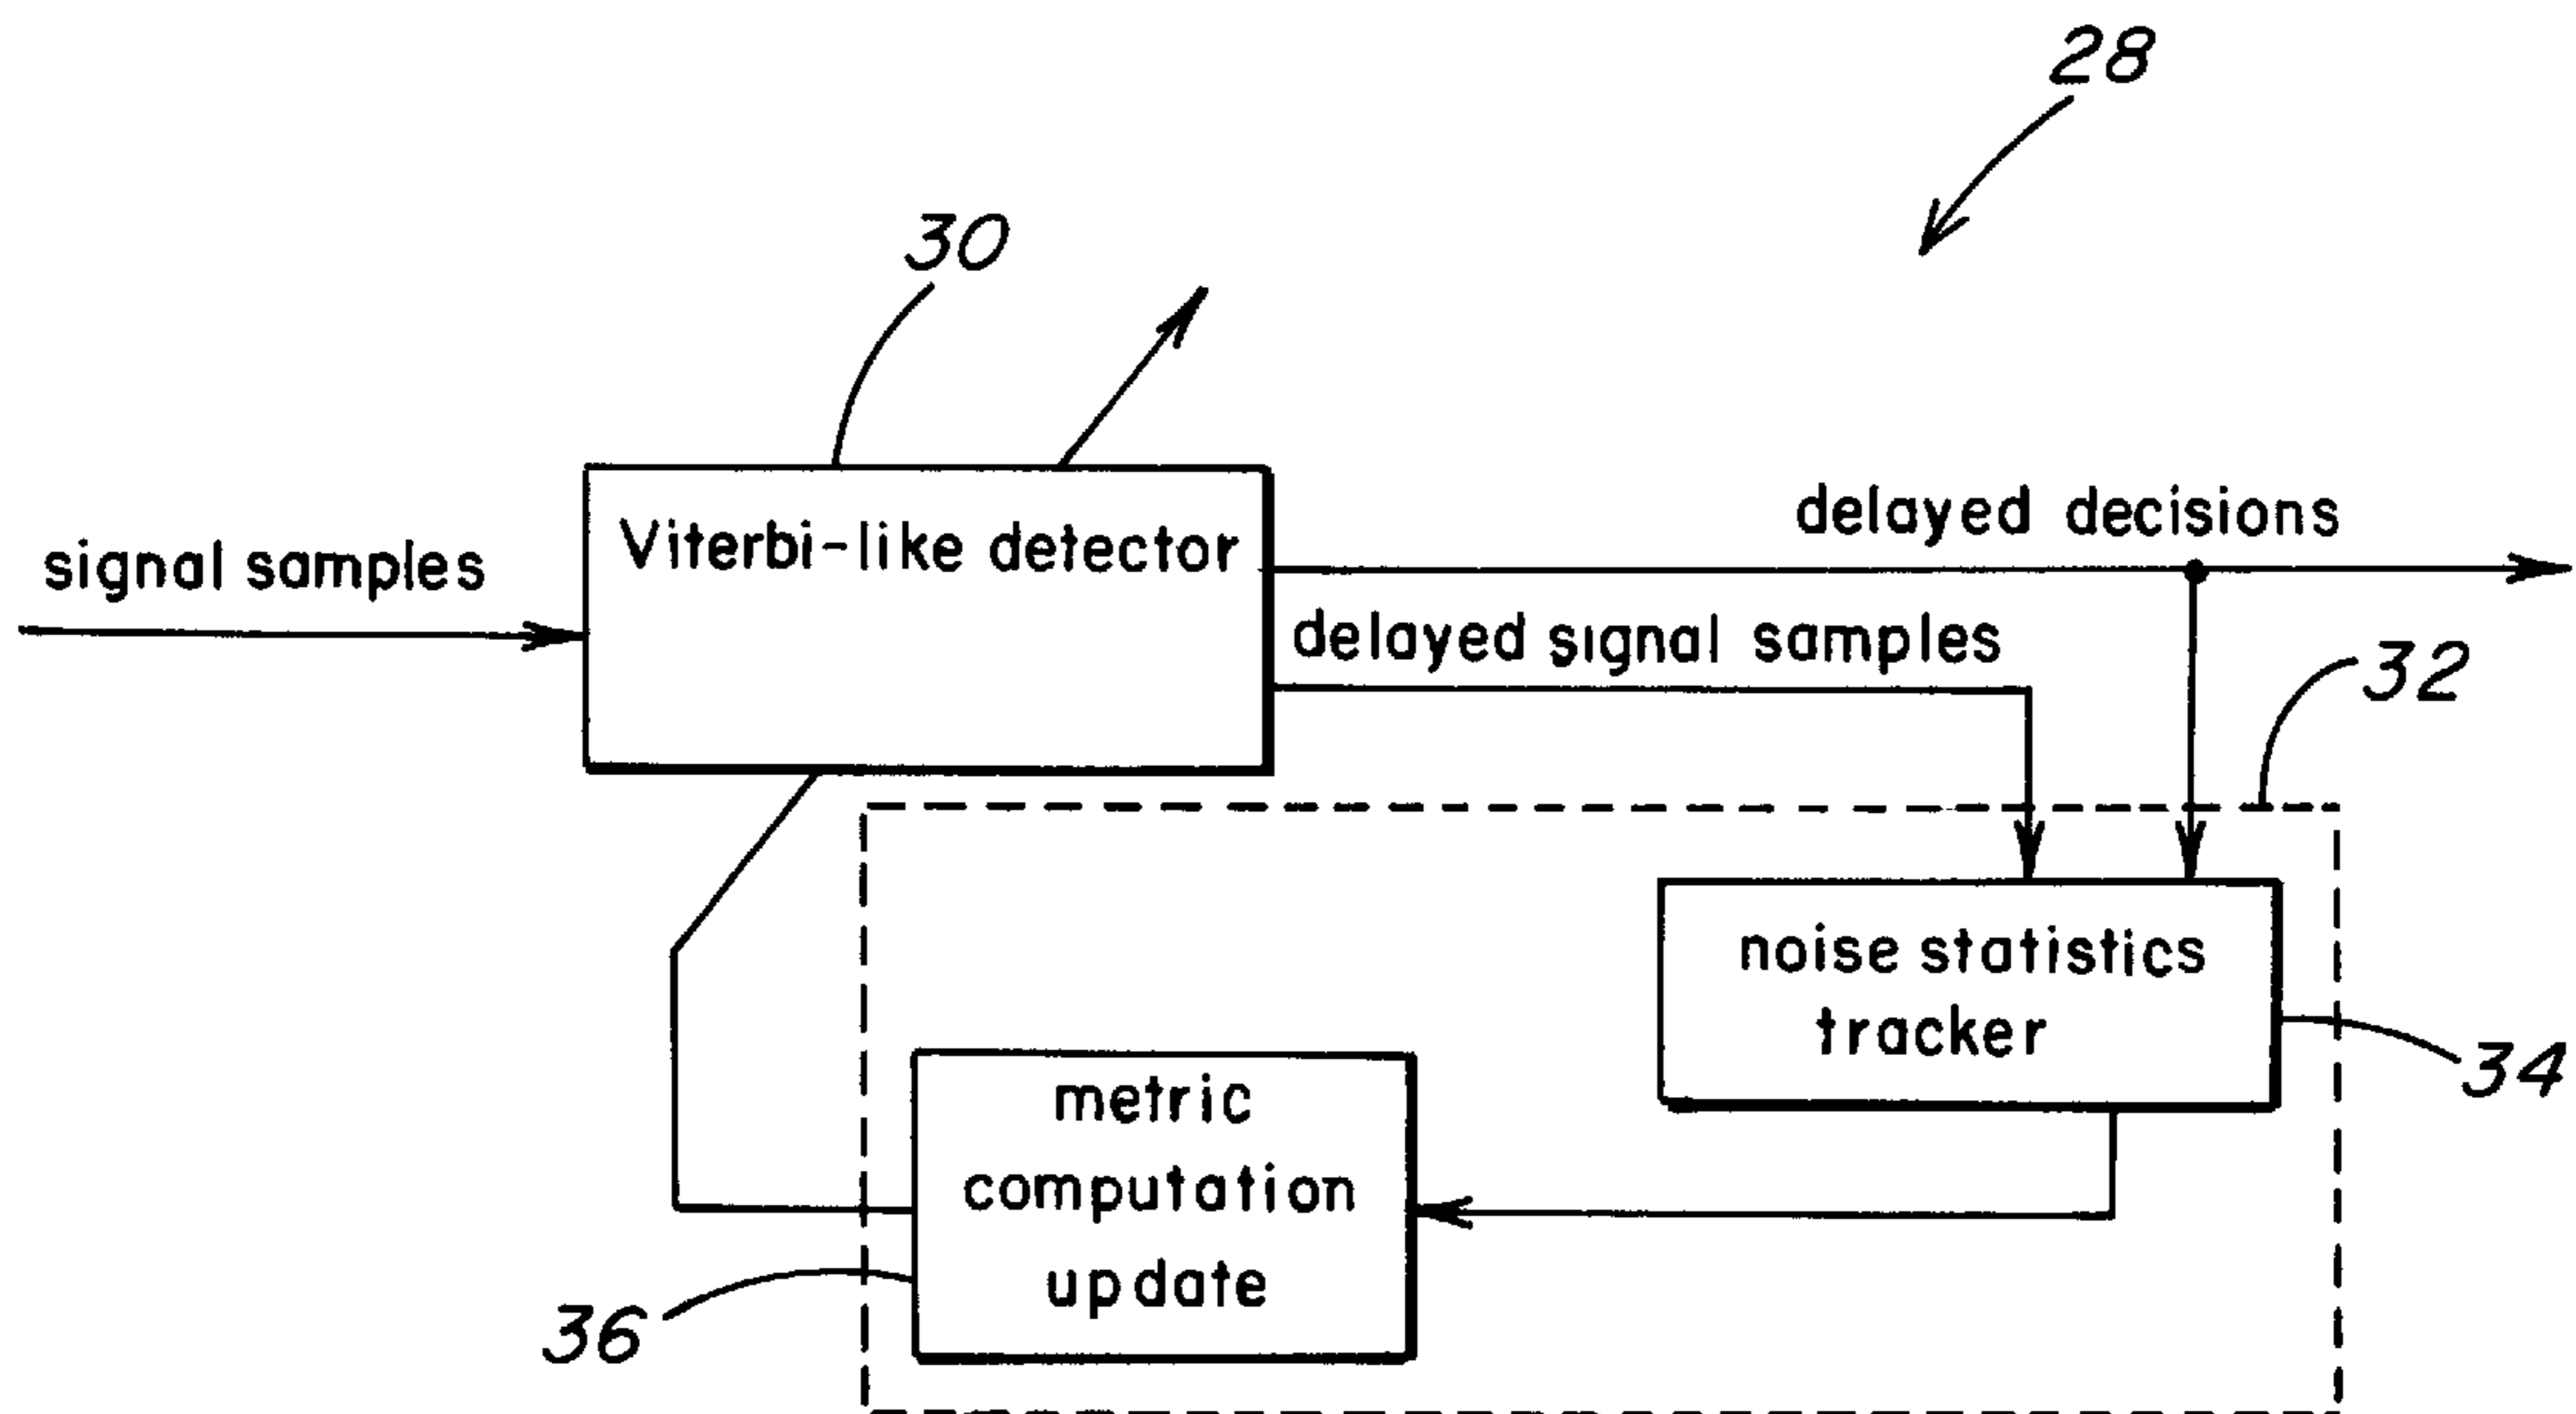 28
30
Viterbi-like detector
signal samples
delayed decisions
delayed signal samples
32
noise statistics
tracker
34
metric
computation
update
36